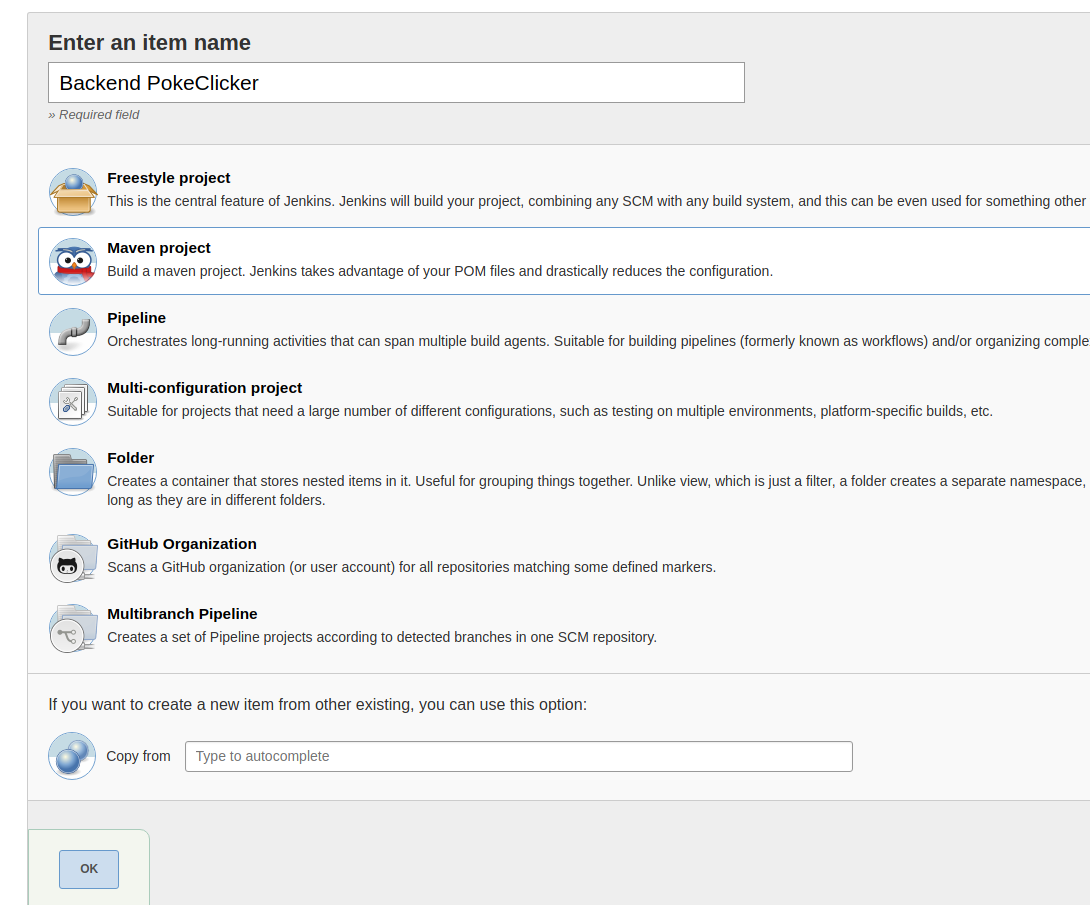 Enter an item name
Backend PokeClicker
» Required field
Freestyle project
This is the central feature of Jenkins. Jenkins will build your project, combining any SCM with any build system, and this can be even used for something other
Maven project
Build a maven project. Jenkins takes advantage of your POM files and drastically reduces the configuration.
Pipeline
Orchestrates long-running activities that can span multiple build agents. Suitable for building pipelines (formerly known as workflows) and/or organizing comple
Multi-configuration project
Suitable for projects that need a large number of different configurations, such as testing on multiple environments, platform-specific builds, etc.
Folder
Creates a container that stores nested items in it. Useful for grouping things together. Unlike view, which is just a filter, a folder creates a separate namespace,
long as they are in different folders.
GitHub Organization
Scans a GitHub organization (or user account) for all repositories matching some defined markers.
Multibranch Pipeline
Creates a set of Pipeline projects according to detected branches in one SCM repository.
If you want to create a new item from other existing, you can use this option:
Copy from
Type to autocomplete
OK